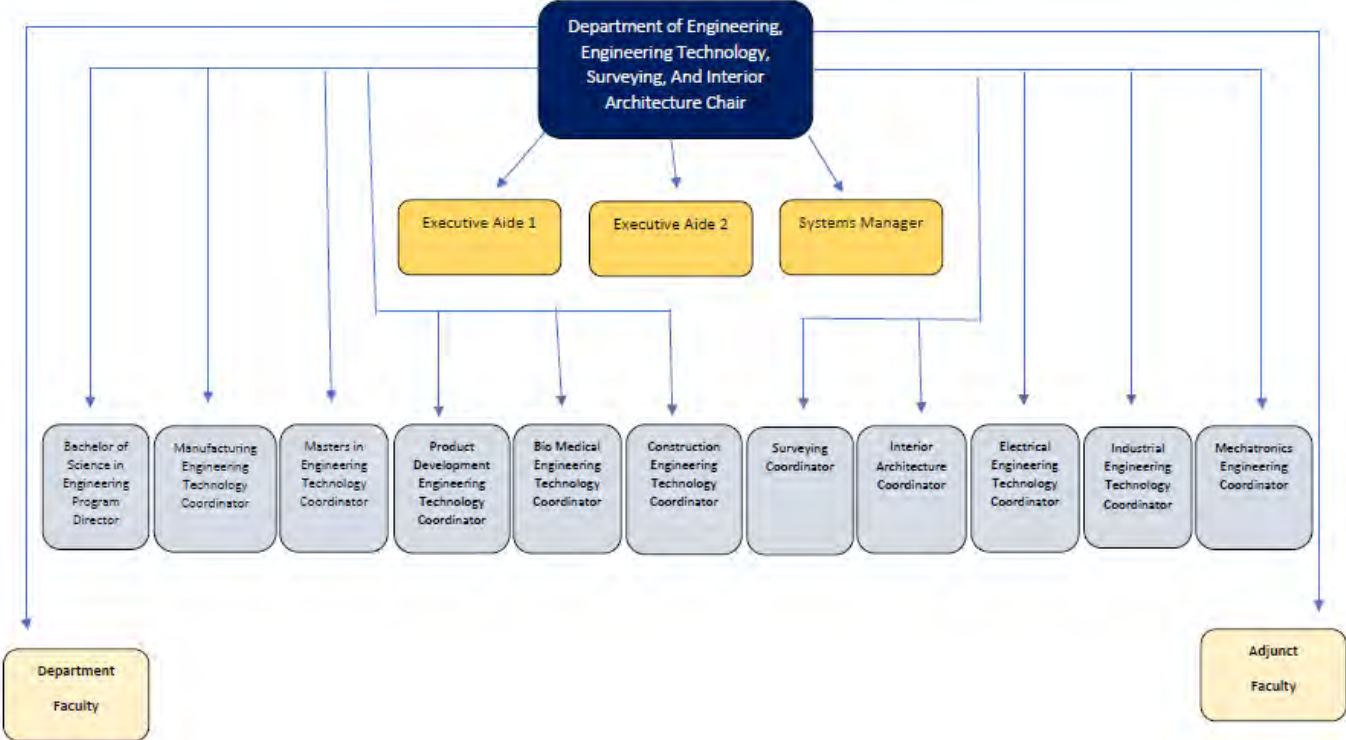 Department of Engineering,
Engineering Technology,
Surveying, And Interior
Architecture Chair
Executive Aide 1
Executive Aide 2
Systems Manager
Bachelor of
Science in
Engineering
Program
Director
Manufacturing
Engineering
Technology
Coordinator
Masters in
Engineering
Technology
Coordinator
Product
Development
Engineering
Technology
Coordinator
Bio Medical
Engineering
Technology
Coordinator
Construction
Engineering
Technology
Coordinator
Surveying
Coordinator
Interior
Architecture
Coordinator
Electrical
Engineering
Technology
Coordinator
Industrial
Engineering
Technology
Coordinator
Mechatronics
Engineering
Coordinator
Department
Faculty
Adjunct
Faculty